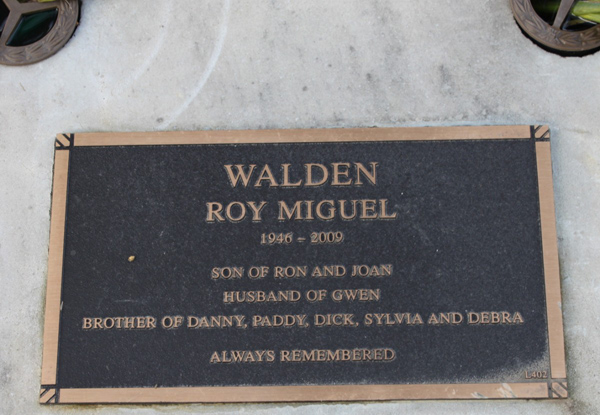 WALDEN
ROY MIGUEL
1946 - 2009
SON OF RON AND JOAN
HUSBAND OF GWEN
BROTHER OF DANNY, PADDY, DICK, SYLVIA AND DEBRA
ALWAYS REMEMBERED
L402